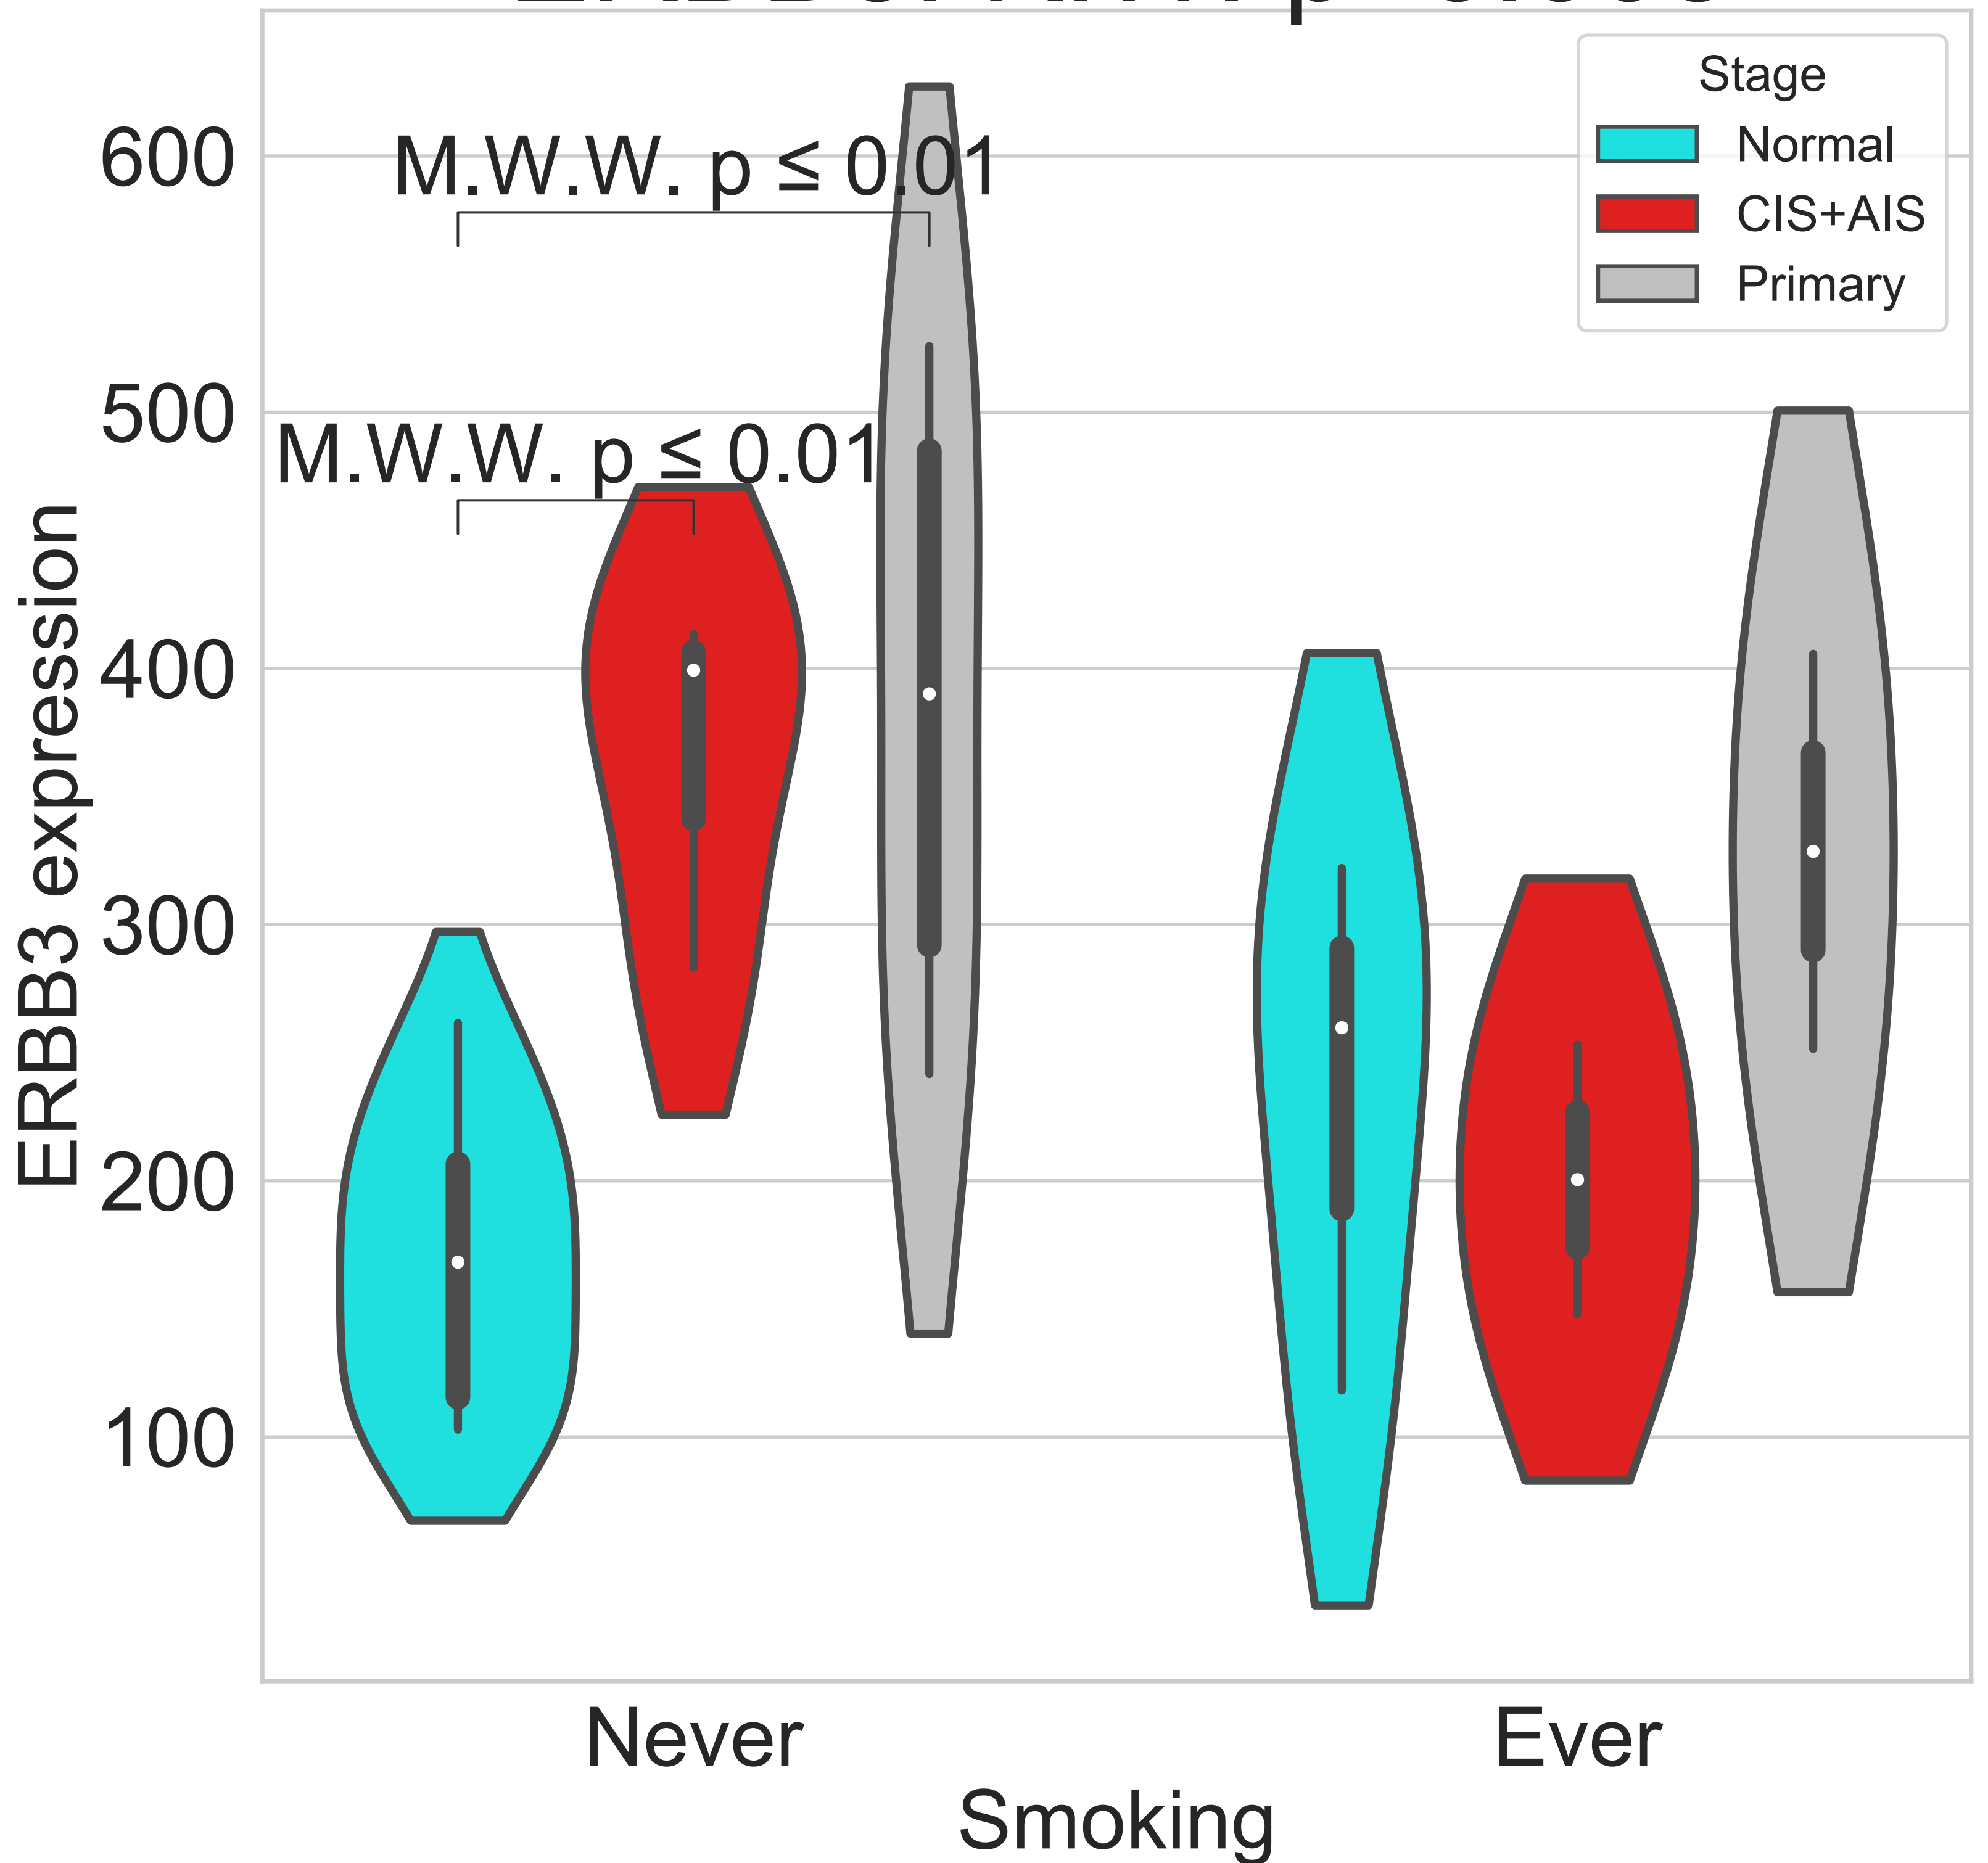 Stage
Normal
CIS+AIS
Primary
M.W.W. p ≤ 0.01
M.W.W. p ≤ 0.01
ERBB3 expression
600
500
400
300
200
100
Never
Ever
Smoking